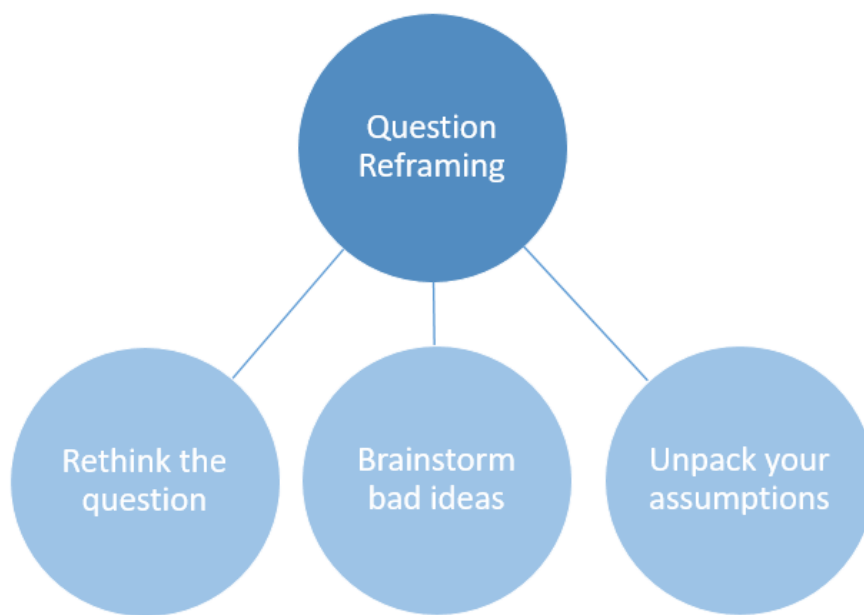 Question
Reframing
Rethink the
question
Brainstorm
bad ideas
Unpack your
assumptions